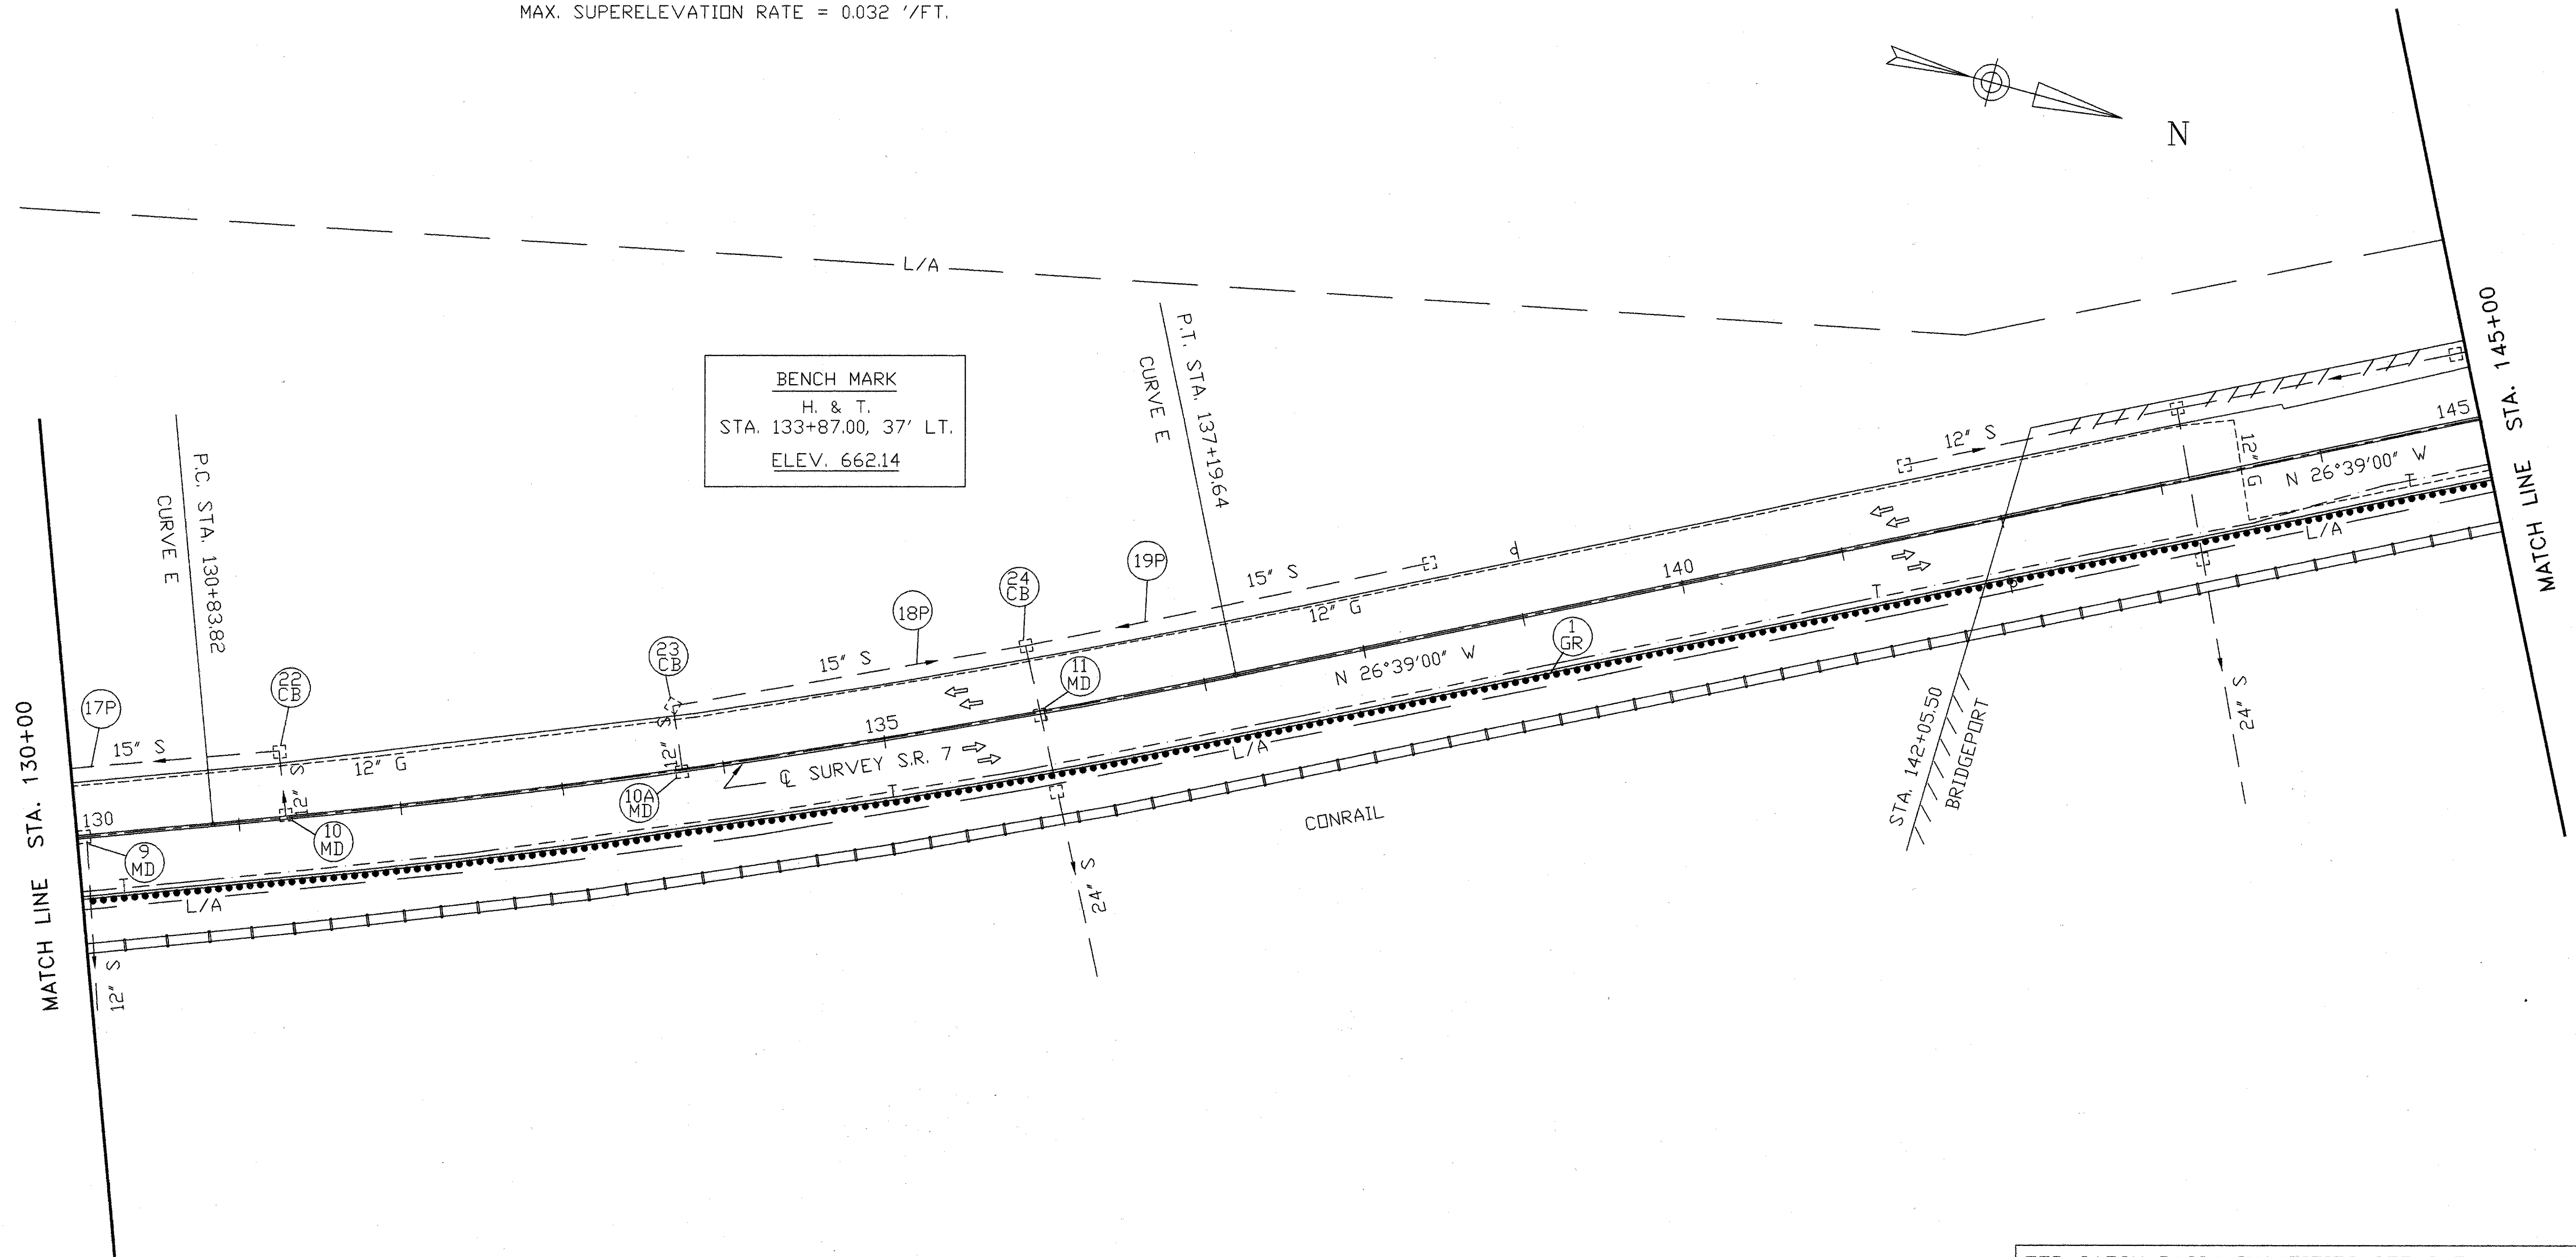 MAX. SUPERELEVATION RATE = 0.032 '/FT.
N
L/A
BENCH MARK
H. & T.
STA. 133+87.00, 37' LT.
ELEV. 662.14
P.T. STA. 137+19.64
CURVE E
P.C. STA. 130+83.82
CURVE E
MATCH LINE STA. 130+00
MATCH LINE STA. 145+00
145
12" S
12" G
N 26°39'00" W
T
L/A
19P
15" S
24
CB
18P
15" S
12" G
140
23
CB
11
MD
1
GR
N 26°39'00" W
T
22
CB
17P
15" S
12" G
12" S
12" S
135
℄ SURVEY S.R. 7
L/A
10A
MD
T
130
10
MD
9
MD
T
L/A
12" S
24" S
CONRAIL
STA. 142+05.50
BRIDGEPORT
24" S